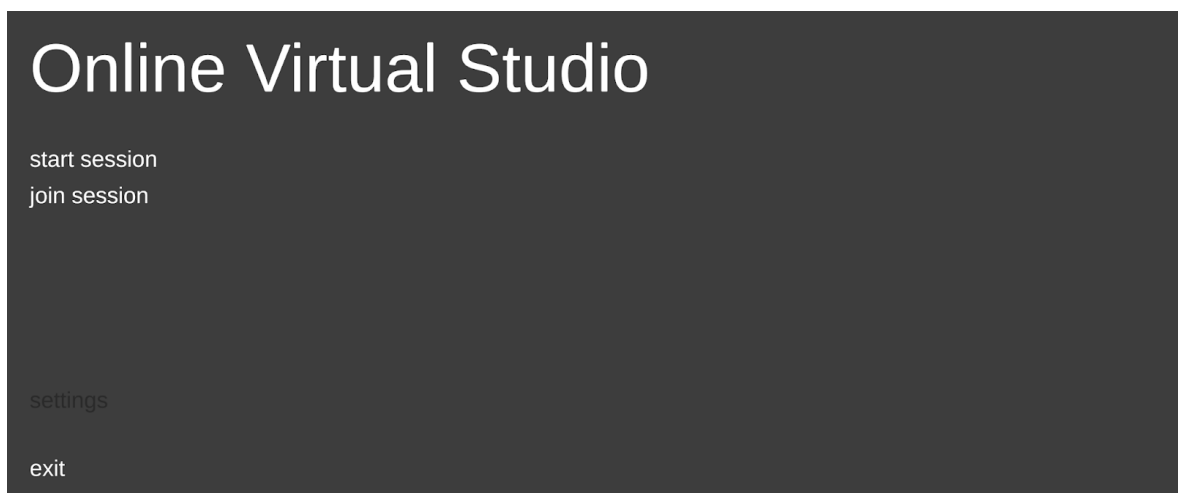 Online Virtual Studio
start session
join session
settings
exit